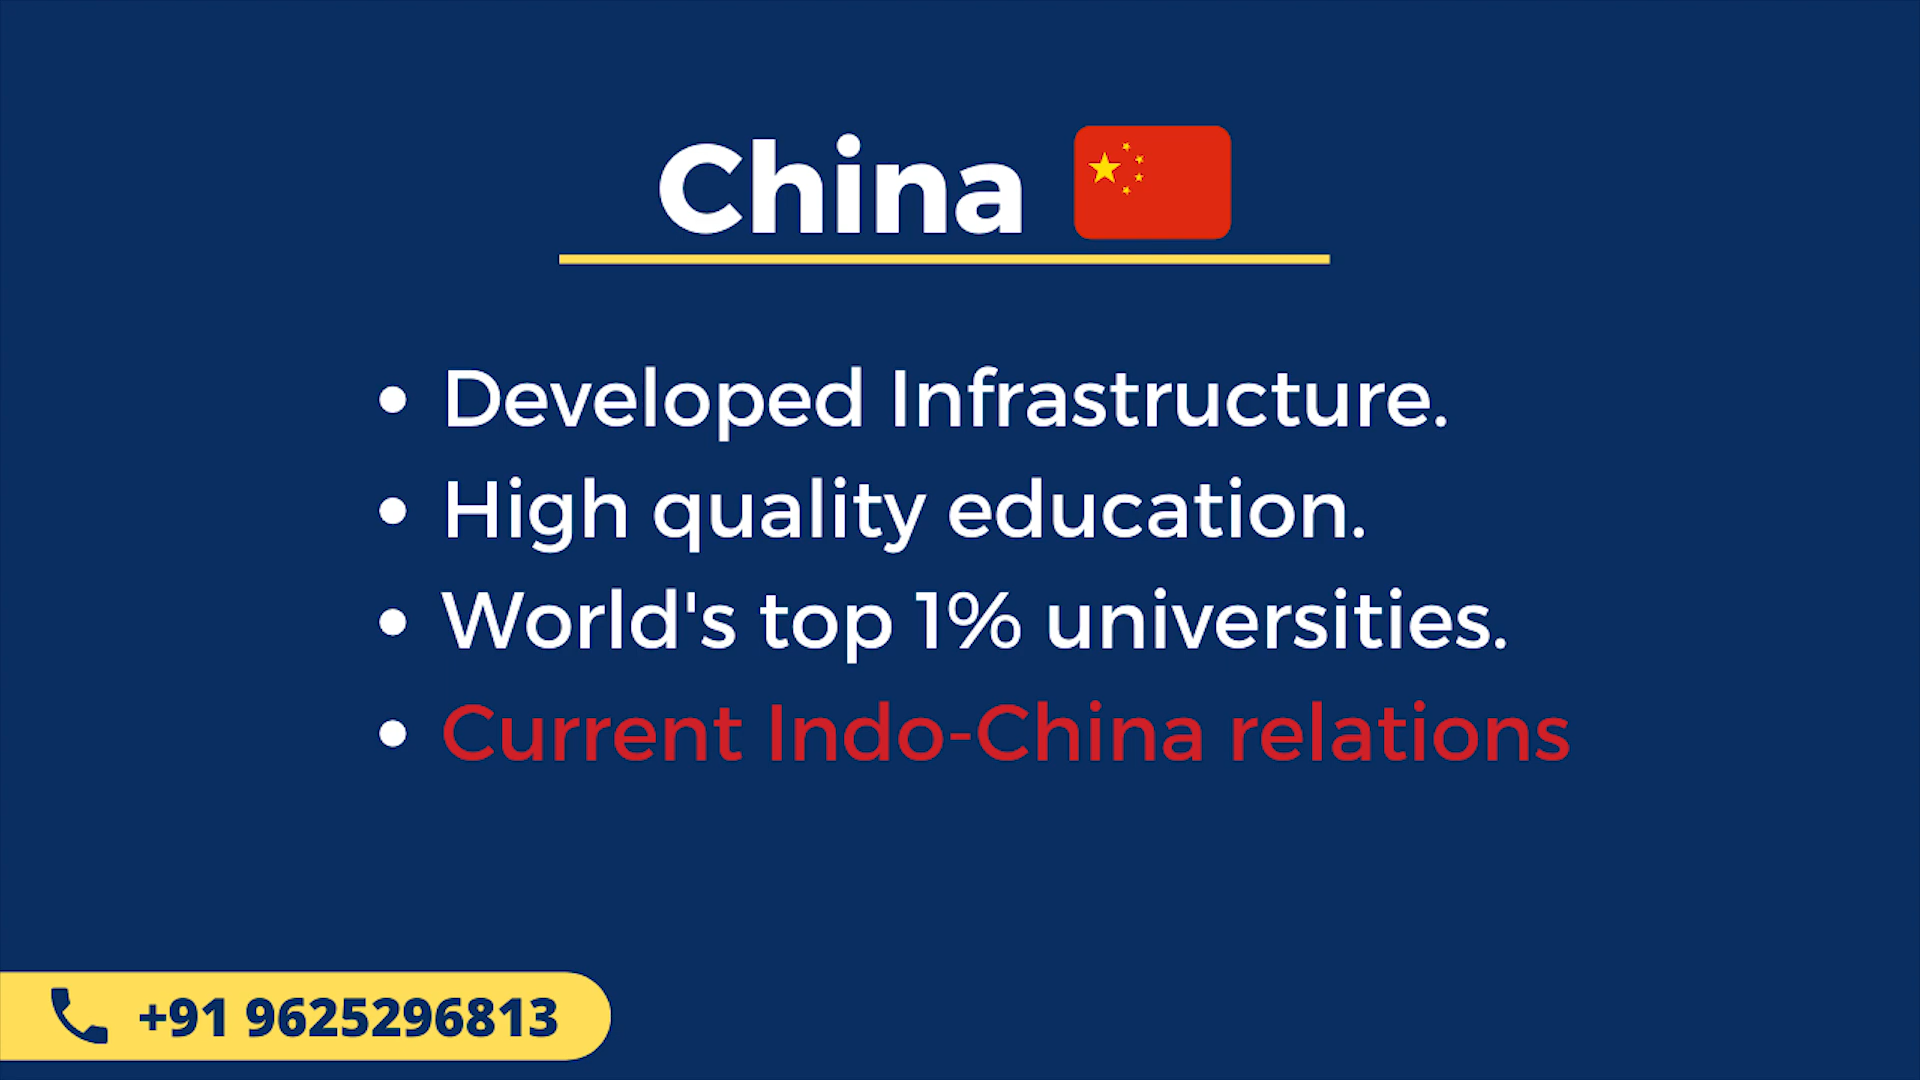 China
Developed Infrastructure.
High quality education.
World's top 1% universities.
Current Indo-China relations
+91 9625296813